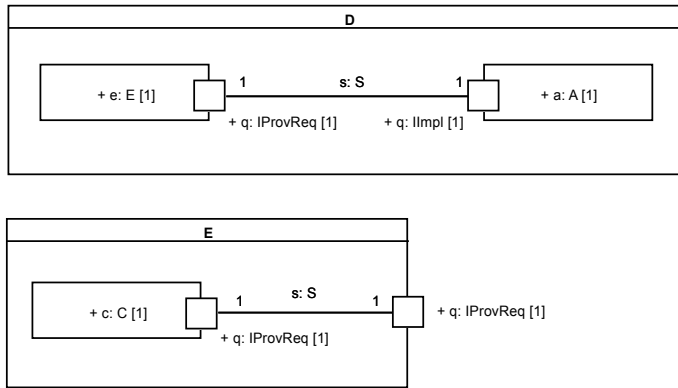 D
1 s: S 1
+ e: E [1] + a: A [1]
+ q: IProvReq [1] + q: IImpl [1]
E
1 s: S 1
+ c: C [1] + q: IProvReq [1]
+ q: IProvReq [1]